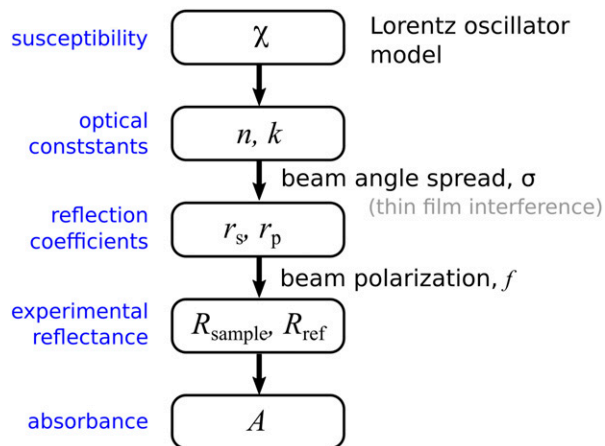 susceptibility
χ
Lorentz oscillator
model
optical
conststants
n, k
beam angle spread, σ
(thin film interference)
reflection
coefficients
rs, rp
beam polarization, f
experimental
reflectance
Rsample, Rref
absorbance
A